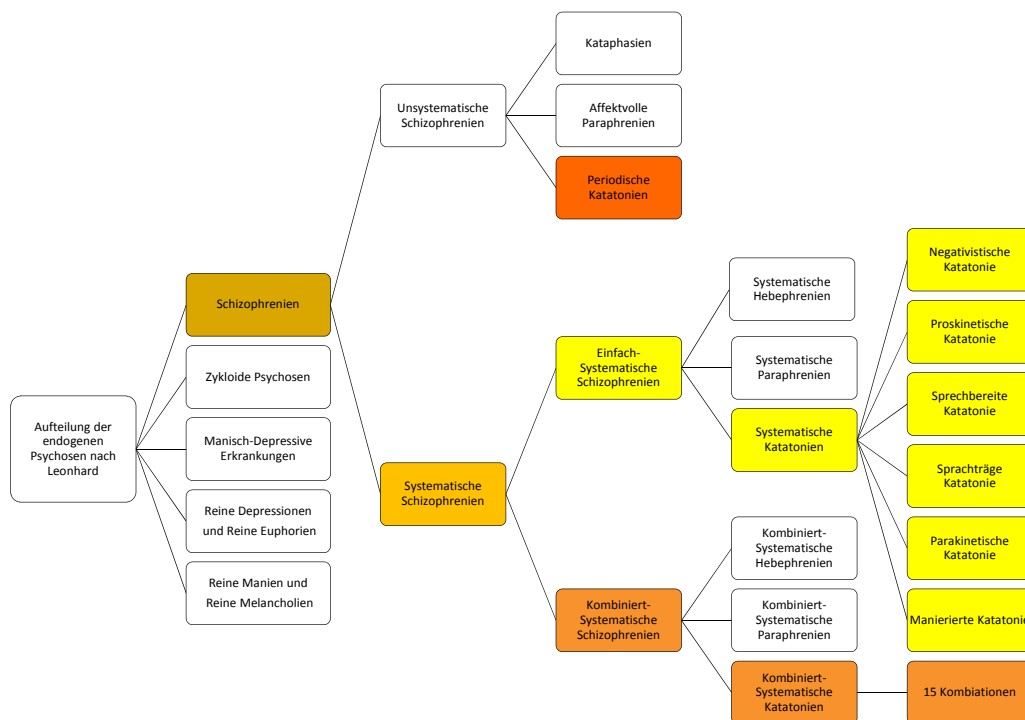 Aufteilung der
endogenen
Psychosen nach
Leonhard
Schizophrenien
Zykloide Psychosen
Manisch-Depressive
Erkrankungen
Reine Depressionen
und Reine Euphorien
Reine Manien und
Reine Melancholien
Unsystematische
Schizophrenien
Systematische
Schizophrenien
Kataphasien
Affektvolle
Paraphrenien
Periodische
Katatonien
Einfach-
Systematische
Schizophrenien
Kombiniert-
Systematische
Schizophrenien
Systematische
Hebephrenien
Systematische
Paraphrenien
Systematische
Katatonien
Kombiniert-
Systematische
Hebephrenien
Kombiniert-
Systematische
Paraphrenien
Kombiniert-
Systematische
Katatonien
Negativistische
Katatonie
Proskinetische
Katatonie
Sprechbereite
Katatonie
Sprachträge
Katatonie
Parakinetische
Katatonie
Manierierte Katatonie
15 Kombiationen